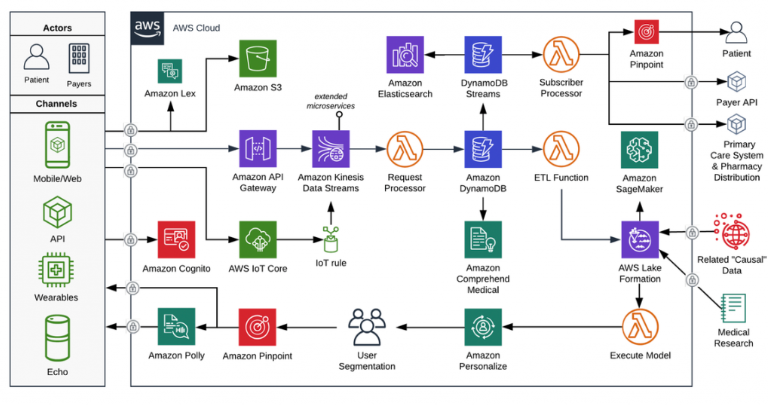 Actors
Patient
Payers
Channels
Mobile/Web
API
Wearables
Echo
aws
AWS Cloud
Amazon Lex
Amazon S3
extended
microservices
Amazon
Elasticsearch
DynamoDB
Streams
Subscriber
Processor
Amazon
Pinpoint
Patient
Payer API
Primary
Care System
& Pharmacy
Distribution
Amazon API
Gateway
Amazon Kinesis
Data Streams
Request
Processor
Amazon
DynamoDB
ETL Function
Amazon
SageMaker
Amazon Cognito
AWS IoT Core
IoT rule
Amazon
Comprehend
Medical
AWS Lake
Formation
Related "Causal"
Data
Medical
Research
Amazon Polly
Amazon Pinpoint
User
Segmentation
Amazon
Personalize
Execute Model